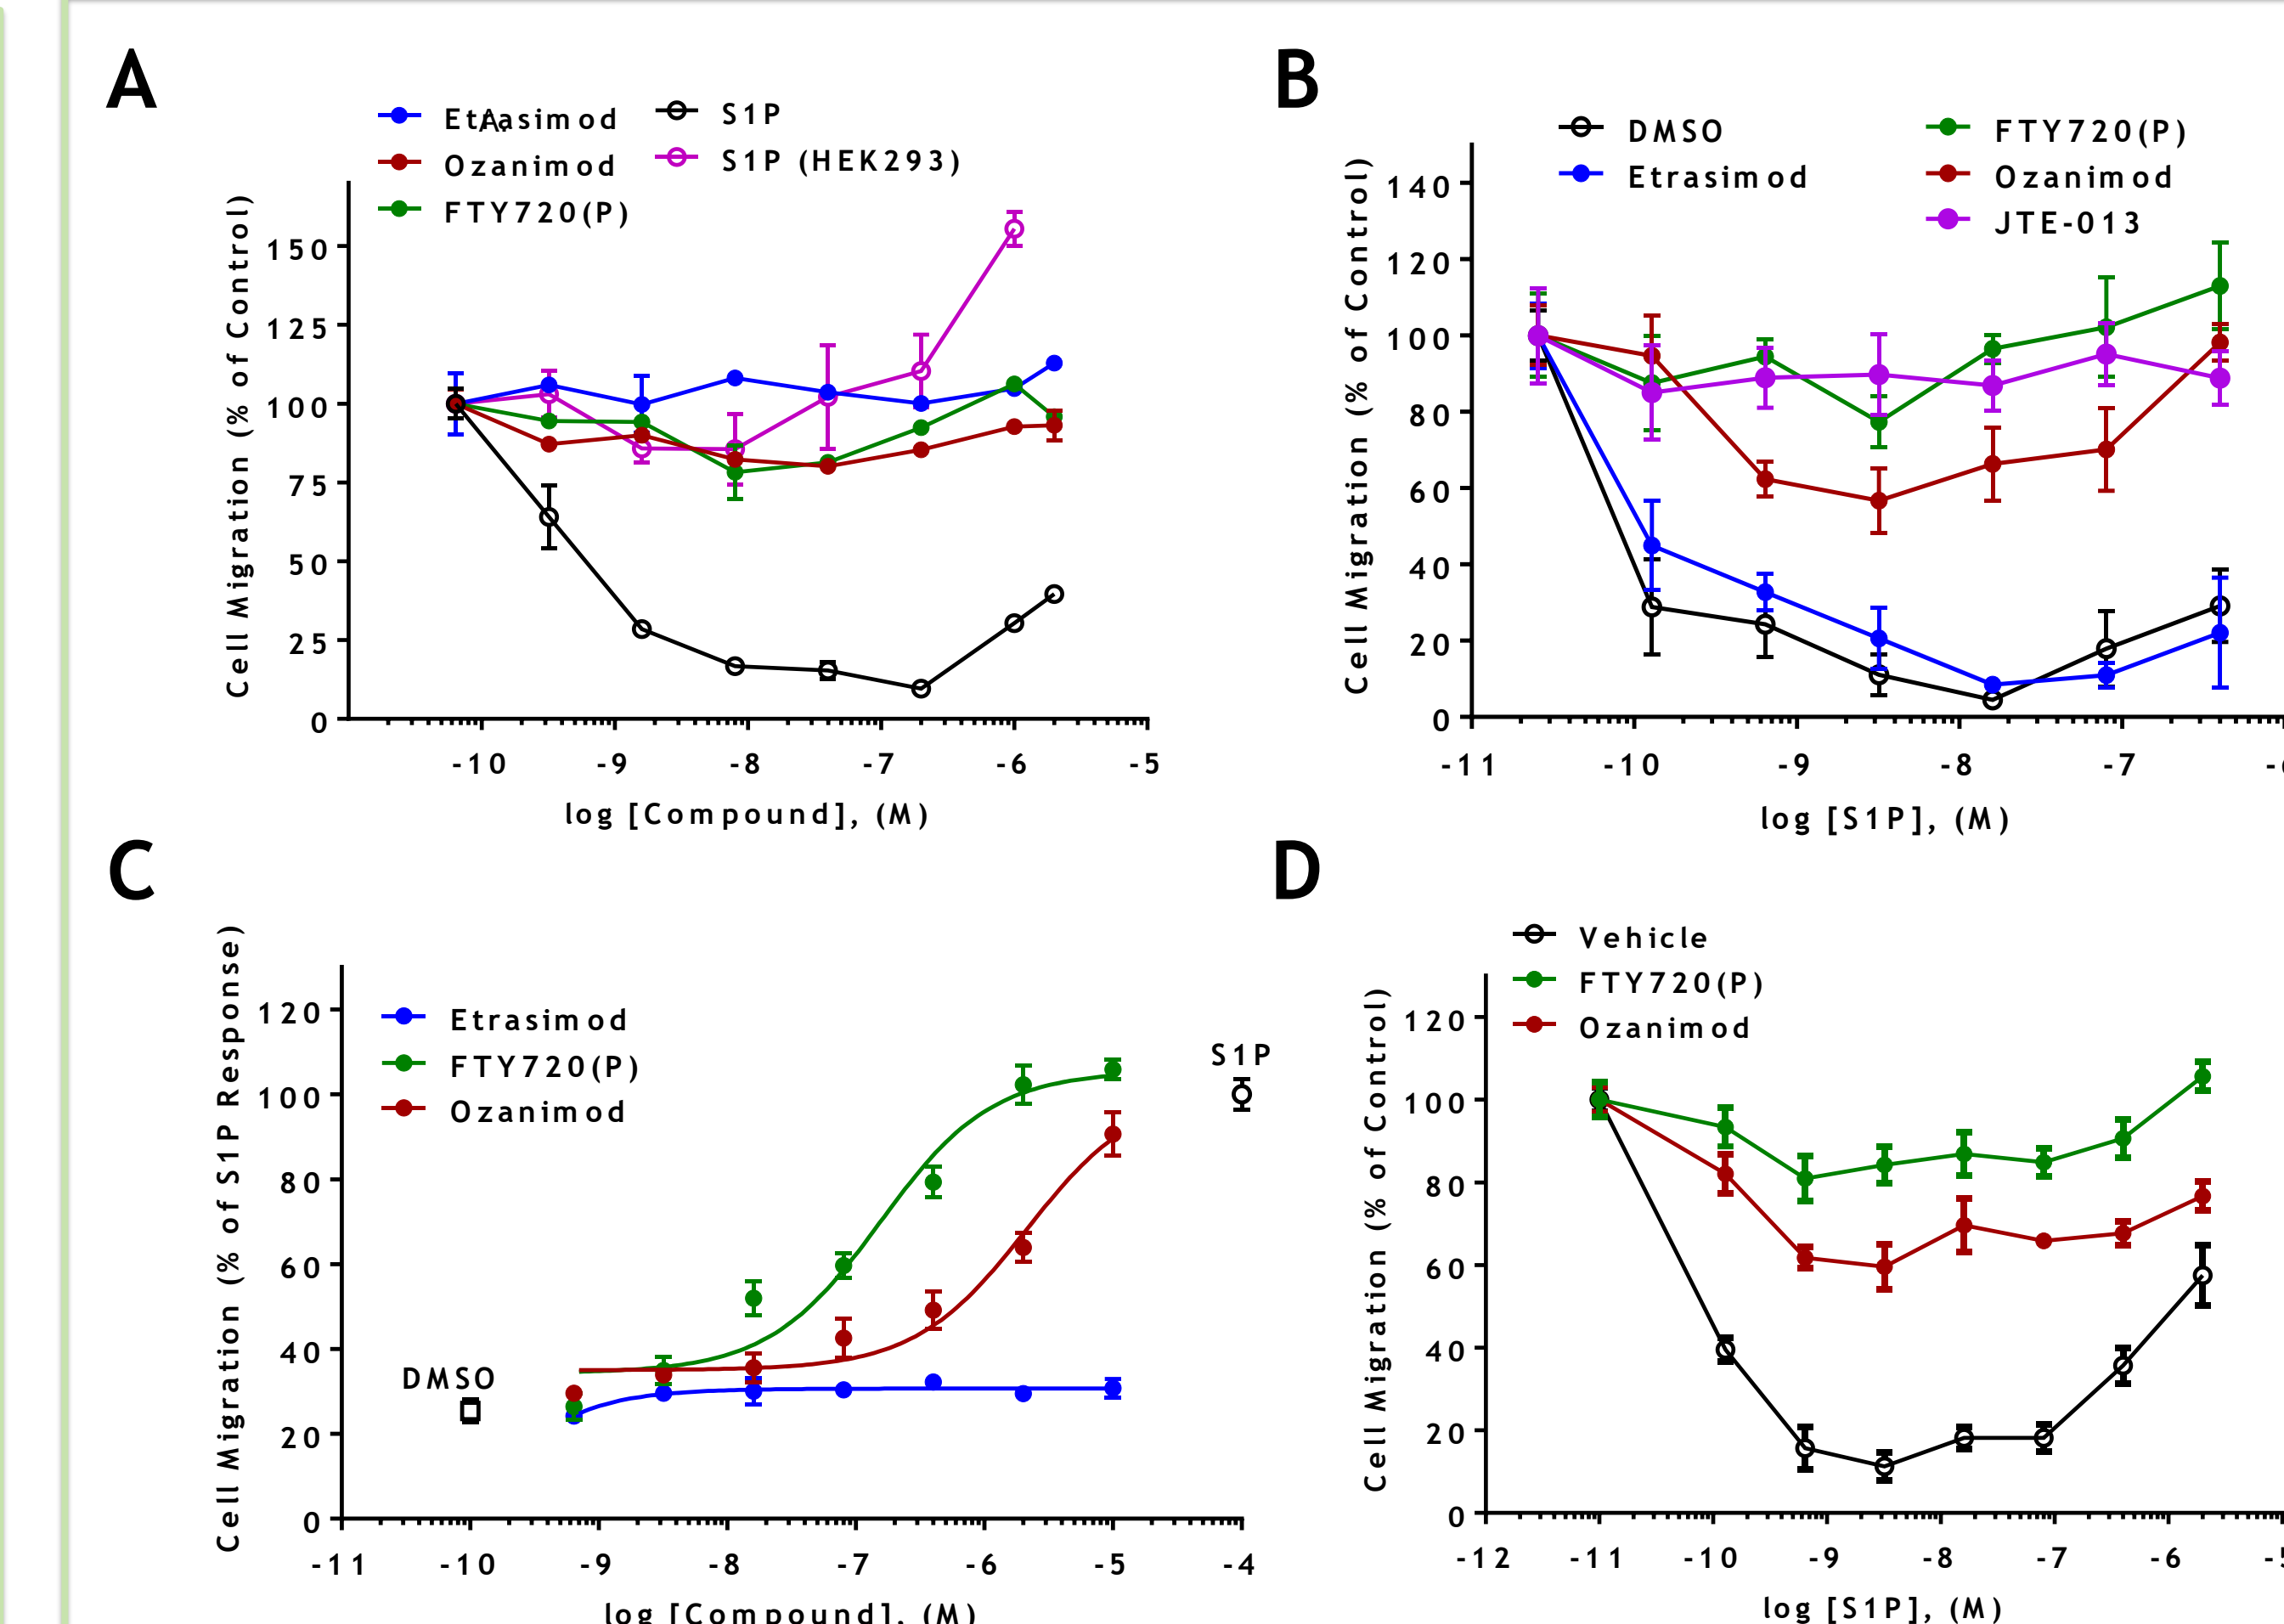 A
EtrAasimod
Ozanimod
FTY720(P)
S1P
S1P (HEK293)
Cell Migration (% of Control)
150
125
100
75
50
25
0
-10 -9 -8 -7 -6 -5
log [Compound], (M)
B
DMSO
Etrasimod
FTY720(P)
Ozanimod
JTE-013
Cell Migration (% of Control)
140
120
100
80
60
40
20
0
-11 -10 -9 -8 -7
log [S1P], (M)
C
Etrasimod
FTY720(P)
Ozanimod
DMSO
S1P
Cell Migration (% of S1P Response)
120
100
80
60
40
20
0
-11 -10 -9 -8 -7 -6 -5 -4
log [Compound], (M)
D
Vehicle
FTY720(P)
Ozanimod
Cell Migration (% of Control)
120
100
80
60
40
20
0
-12 -11 -10 -9 -8 -7 -6
log [S1P], (M)